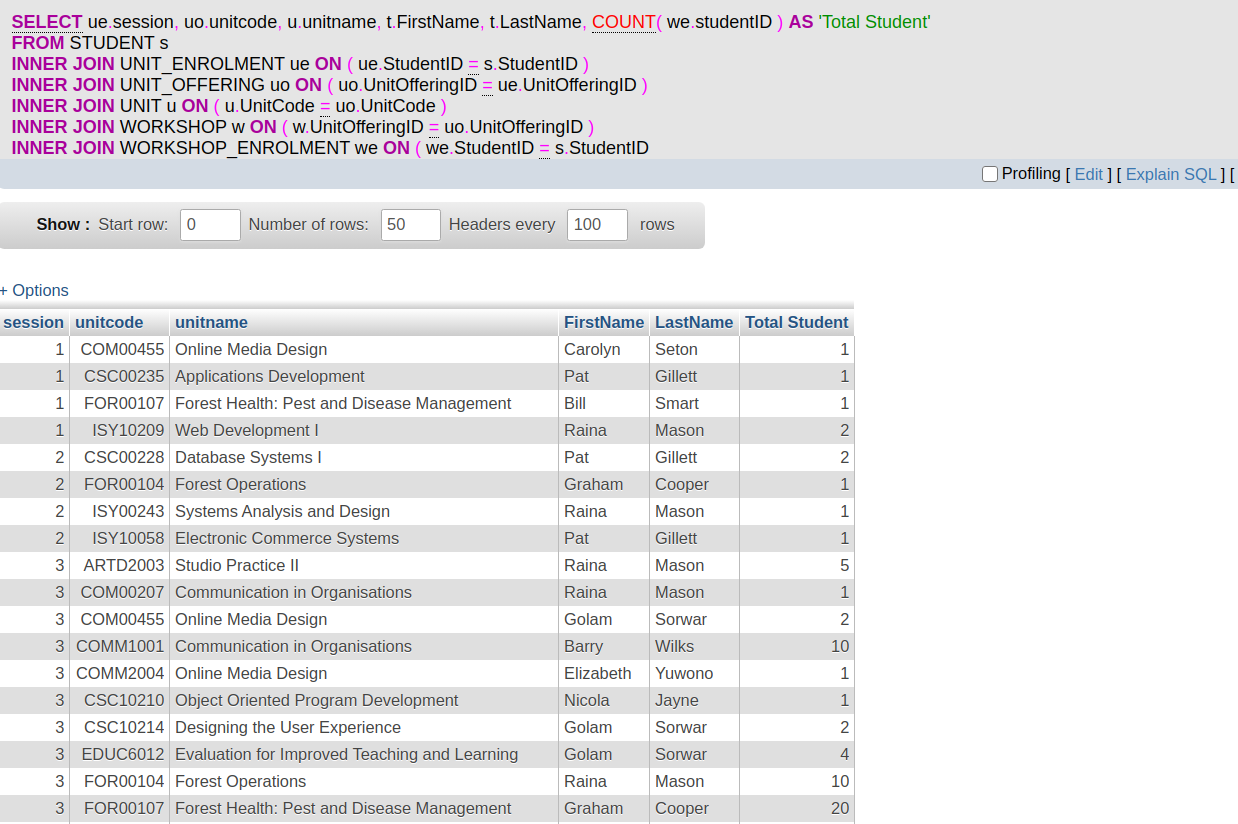 SELECT ue.session, uo.unitcode, u.unitname, t.FirstName, t.LastName, COUNT( we.studentID ) AS 'Total Student'
FROM STUDENT s
INNER JOIN UNIT_ENROLMENT ue ON ( ue.StudentID = s.StudentID )
INNER JOIN UNIT_OFFERING uo ON ( uo.UnitOfferingID = ue.UnitOfferingID )
INNER JOIN UNIT u ON ( u.UnitCode = uo.UnitCode )
INNER JOIN WORKSHOP w ON ( w.UnitOfferingID = uo.UnitOfferingID )
INNER JOIN WORKSHOP_ENROLMENT we ON ( we.StudentID = s.StudentID
Profiling [ Edit ] [ Explain SQL ] [
Show : Start row: 0 Number of rows: 50 Headers every 100 rows
+ Options
session unitcode unitname FirstName LastName Total Student
1 COM00455 Online Media Design Carolyn Seton 1
1 CSC00235 Applications Development Pat Gillett 1
1 FOR00107 Forest Health: Pest and Disease Management Bill Smart 1
1 ISY10209 Web Development I Raina Mason 2
2 CSC00228 Database Systems I Pat Gillett 2
2 FOR00104 Forest Operations Graham Cooper 1
2 ISY00243 Systems Analysis and Design Raina Mason 1
2 ISY10058 Electronic Commerce Systems Pat Gillett 1
3 ARTD2003 Studio Practice II Raina Mason 5
3 COM00207 Communication in Organisations Raina Mason 1
3 COM00455 Online Media Design Golam Sorwar 2
3 COMM1001 Communication in Organisations Barry Wilks 10
3 COMM2004 Online Media Design Elizabeth Yuwono 1
3 CSC10210 Object Oriented Program Development Nicola Jayne 1
3 CSC10214 Designing the User Experience Golam Sorwar 2
3 EDUC6012 Evaluation for Improved Teaching and Learning Golam Sorwar 4
3 FOR00104 Forest Operations Raina Mason 10
3 FOR00107 Forest Health: Pest and Disease Management Graham Cooper 20